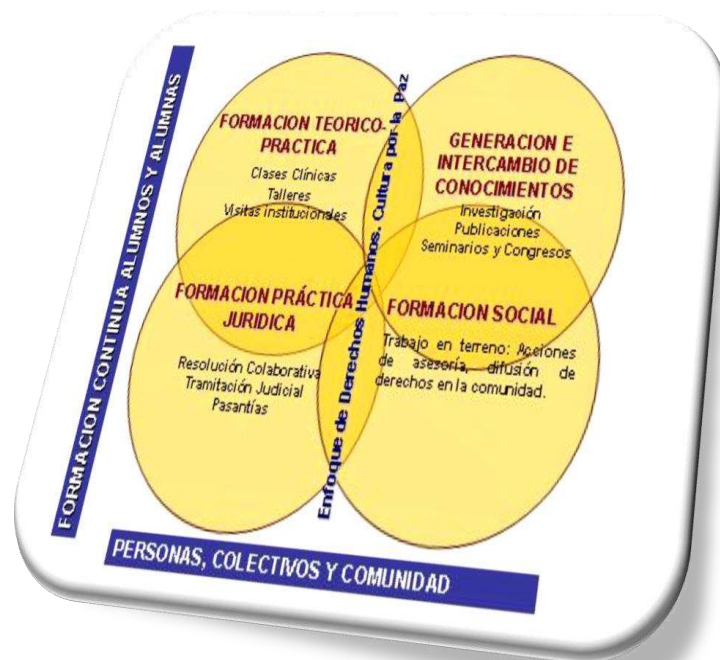 FORMACION CONTINUA ALUMNOS Y ALUMNAS
FORMACION TEORICO-
PRACTICA
Clases Clínicas
Talleres
Visitas institucionales
Enfoque de Derechos Humanos. Cultura por la Paz
GENERACION E
INTERCAMBIO DE
CONOCIMIENTOS
Investigación
Publicaciones
Seminarios y Congresos
FORMACION PRÁCTICA
JURIDICA
Resolución Colaborativa
Tramitación Judicial
Pasantías
FORMACION SOCIAL
Trabajo en terreno: Acciones
de asesoría, difusión de
derechos en la comunidad.
PERSONAS, COLECTIVOS Y COMUNIDAD